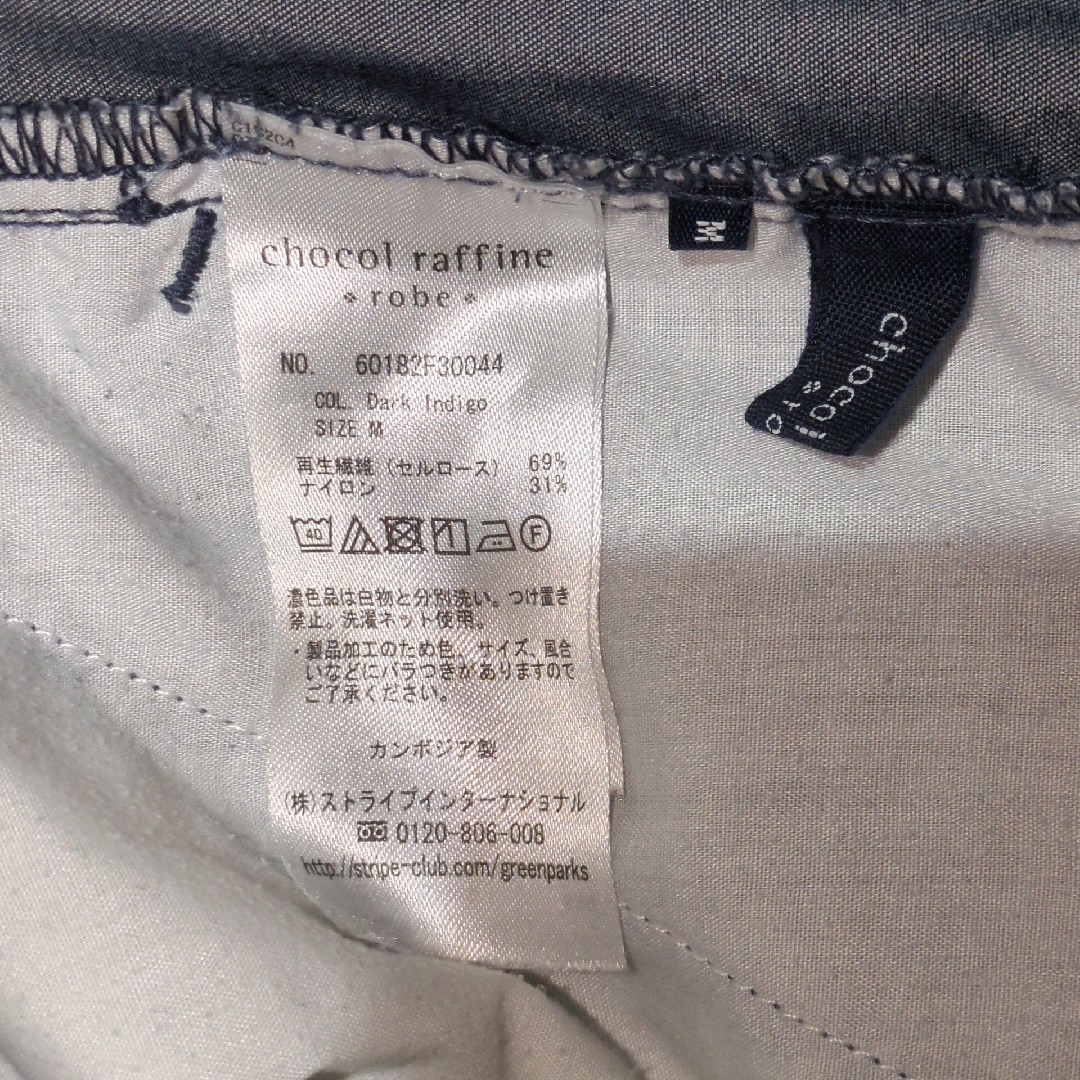 chocol raffine
robe
NO. 60182F30044
COL. Dark Indigo
SIZE M
再生繊維（セルロース） 69%
ナイロン 31%
40
F
濃色品は白物と分別洗い。つけ置き
禁止。洗濯ネット使用。
・製品加工のため色、サイズ、風合
いなどにバラつきがありますので
ご了承ください。
カンボジア製
(株)ストライプインターナショナル
0120-806-008
http://stripe-club.com/greenparks
M
chocol
ro